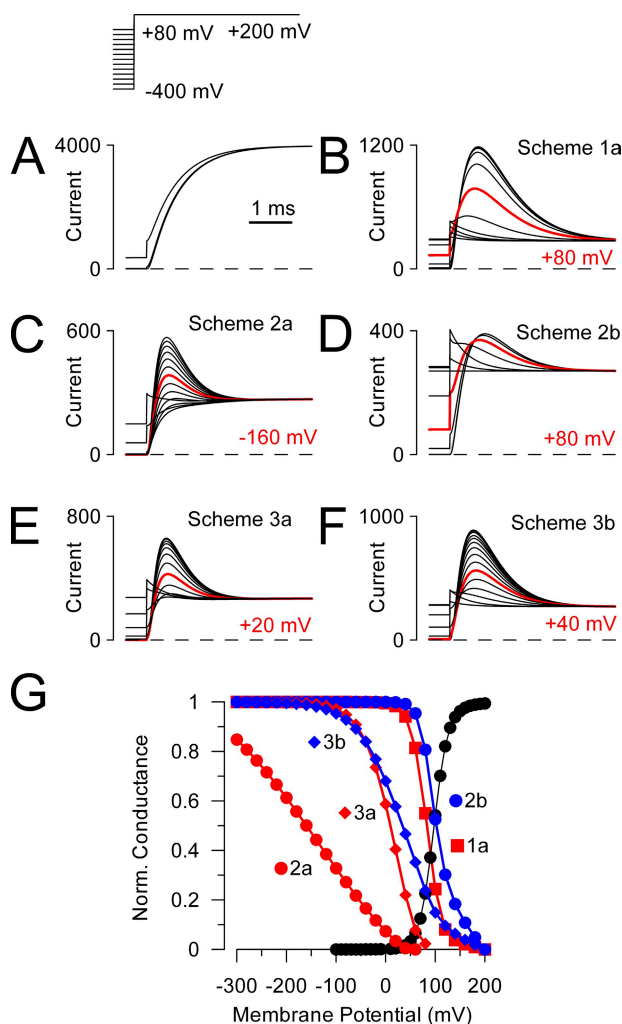 +80 mV +200 mV
-400 mV
A
4000
Current
0
1 ms
B
1200
Current
0
Scheme 1a
+80 mV
C
600
Current
0
Scheme 2a
-160 mV
D
400
Current
0
Scheme 2b
+80 mV
E
800
Current
0
Scheme 3a
+20 mV
F
1000
Current
0
Scheme 3b
+40 mV
G
Norm. Conductance
1
0.8
0.6
0.4
0.2
0
3b
3a
2a
2b
1a
-300 -200 -100 0 100 200
Membrane Potential (mV)